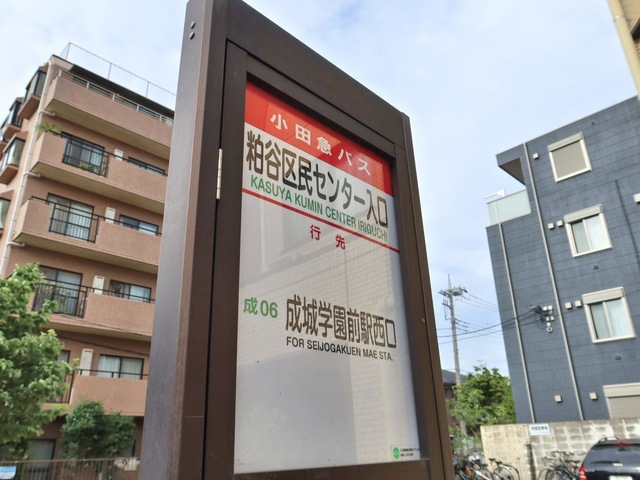 小田急バス
粕谷区民センター入口
KASUYA KUMIN CENTER IRIGUCHI
行先
成06 成城学園前駅西口
FOR SEIJOGAKUEN MAE STA.